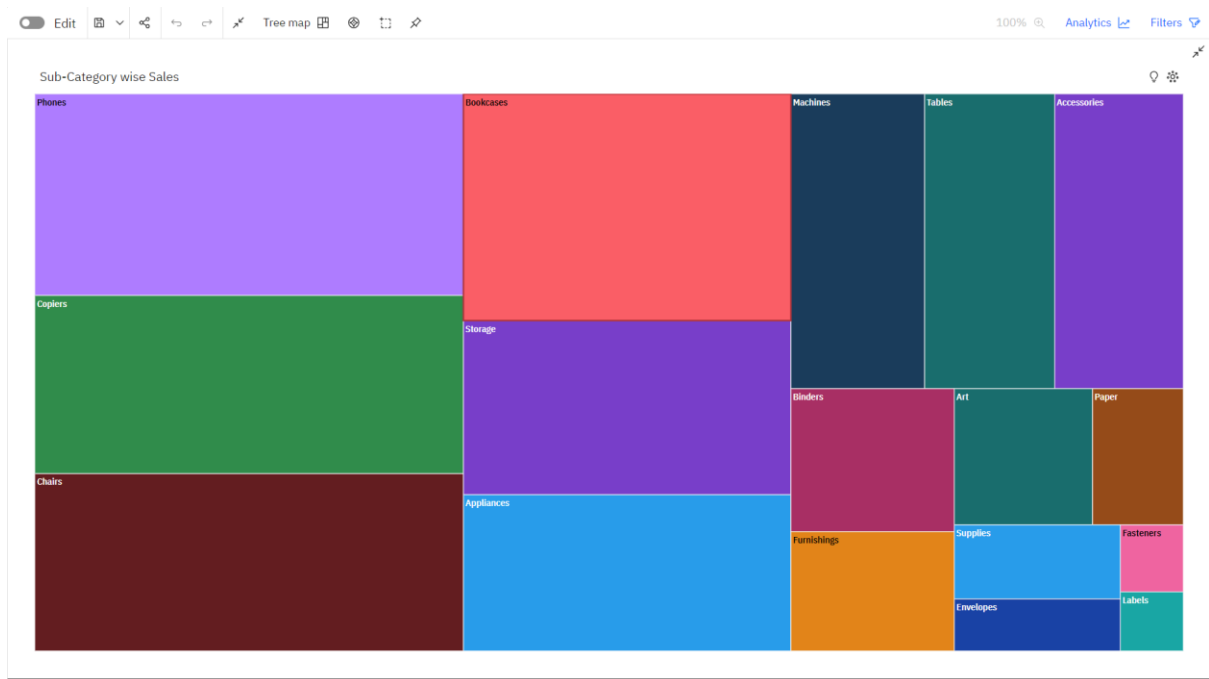 Edit
Tree map
100%
Analytics
Filters
Sub-Category wise Sales
Phones
Bookcases
Machines
Tables
Accessories
Copiers
Storage
Binders
Art
Paper
Chairs
Appliances
Furnishings
Supplies
Fasteners
Envelopes
Labels